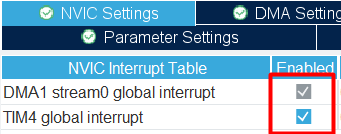 NVIC Settings DMA Setting
Parameter Settings
NVIC Interrupt Table Enabled
DMA1 stream0 global interrupt
TIM4 global interrupt